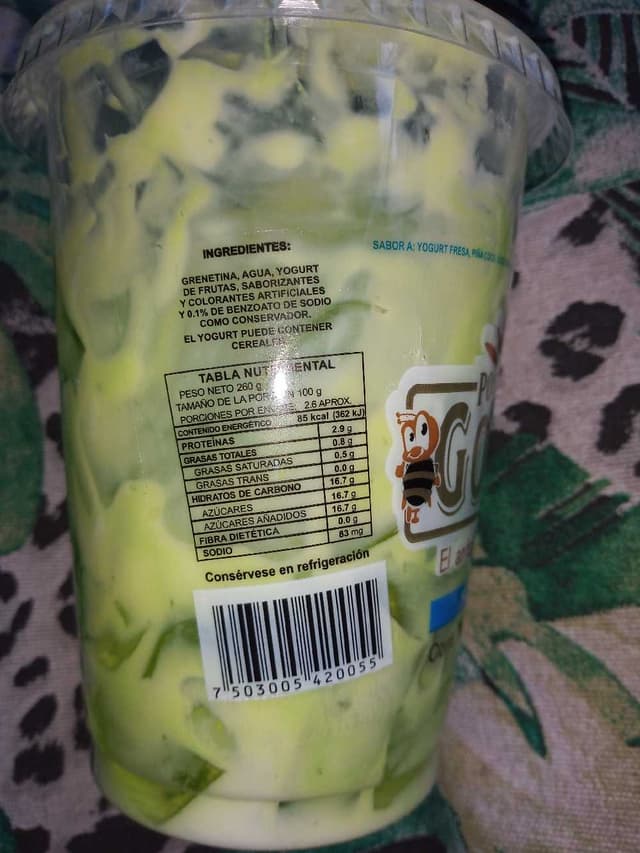 INGREDIENTES:
GRENETINA, AGUA, YOGURT
DE FRUTAS, SABORIZANTES
Y COLORANTES ARTIFICIALES
Y 0.1% DE BENZOATO DE SODIO
COMO CONSERVADOR.
EL YOGURT PUEDE CONTENER
SABOR A: YOGURT FRESA, PIÑA
TABLA
PESO NETO 260 g
TAMAÑO DE LA 100 g
PORCIONES POR 2.6 APROX.
CONTENIDO ENERGÉTICO 85 kcal (362 kJ)
PROTEÍNAS 2.9 g
GRASAS TOTALES 0.8 g
GRASAS SATURADAS 0.5 g
GRASAS TRANS 0.0 g
HIDRATOS DE CARBONO 16.7 g
AZÚCARES 16.7 g
AZÚCARES AÑADIDOS 16.7 g
FIBRA DIETÉTICA 0.0 g
SODIO 83 mg
Consérvese en refrigeración
7 503005 420055
El